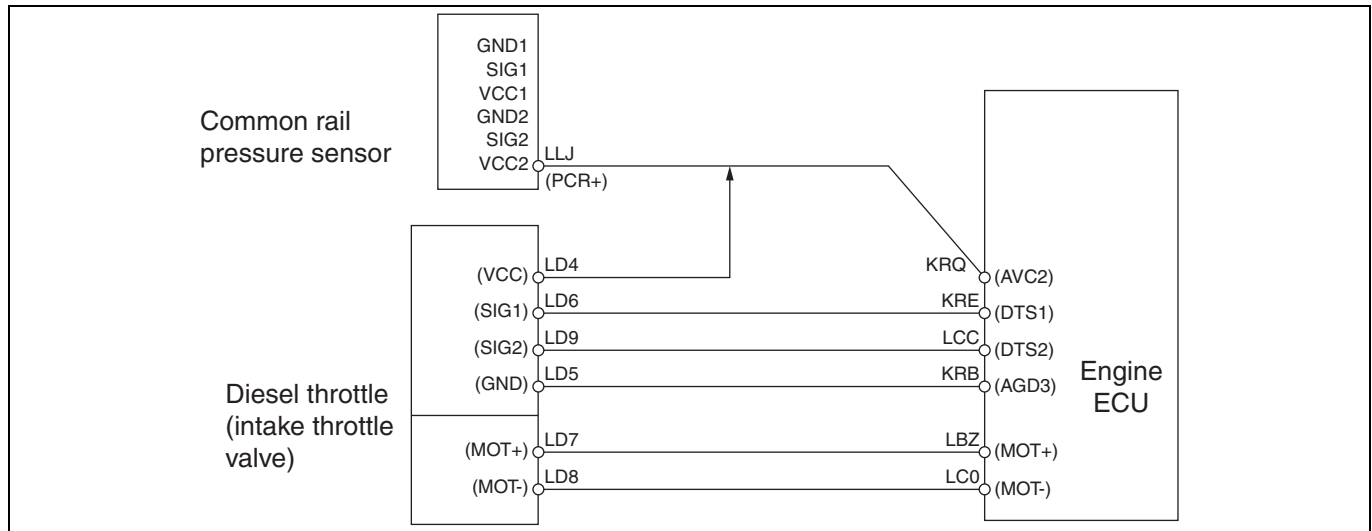 GND1
SIG1
VCC1
GND2
SIG2
VCC2
Common rail
pressure sensor
LLJ
(PCR+)
(VCC)
(SIG1)
(SIG2)
(GND)
(MOT+)
(MOT-)
LD4
LD6
LD9
LD5
LD7
LD8
Diesel throttle
(intake throttle
valve)
KRQ
KRE
LCC
KRB
LBZ
LC0
(AVC2)
(DTS1)
(DTS2)
(AGD3)
(MOT+)
(MOT-)
Engine
ECU